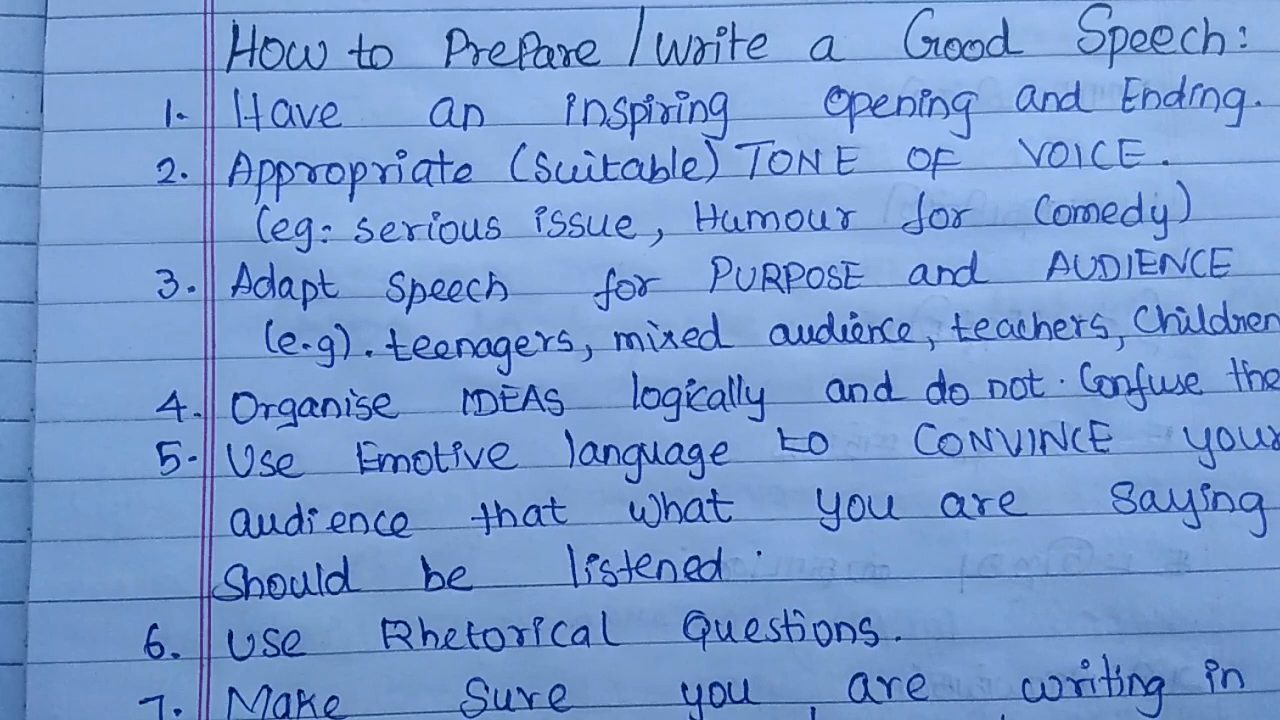 How to Prepare / write a Good Speech:
1. Have an inspiring opening and Ending.
2. Appropriate (suitable) TONE OF VOICE.
(eg: serious issue, Humour for Comedy)
3. Adapt speech for PURPOSE and AUDIENCE
(e.g). teenagers, mixed audience, teachers, Children
4. Organise IDEAS logically and do not. Confuse the
5. Use Emotive language to CONVINCE your
audience that what you are saying
should be listened.
6. Use Rhetorical Questions.
7. Make sure you are writing in